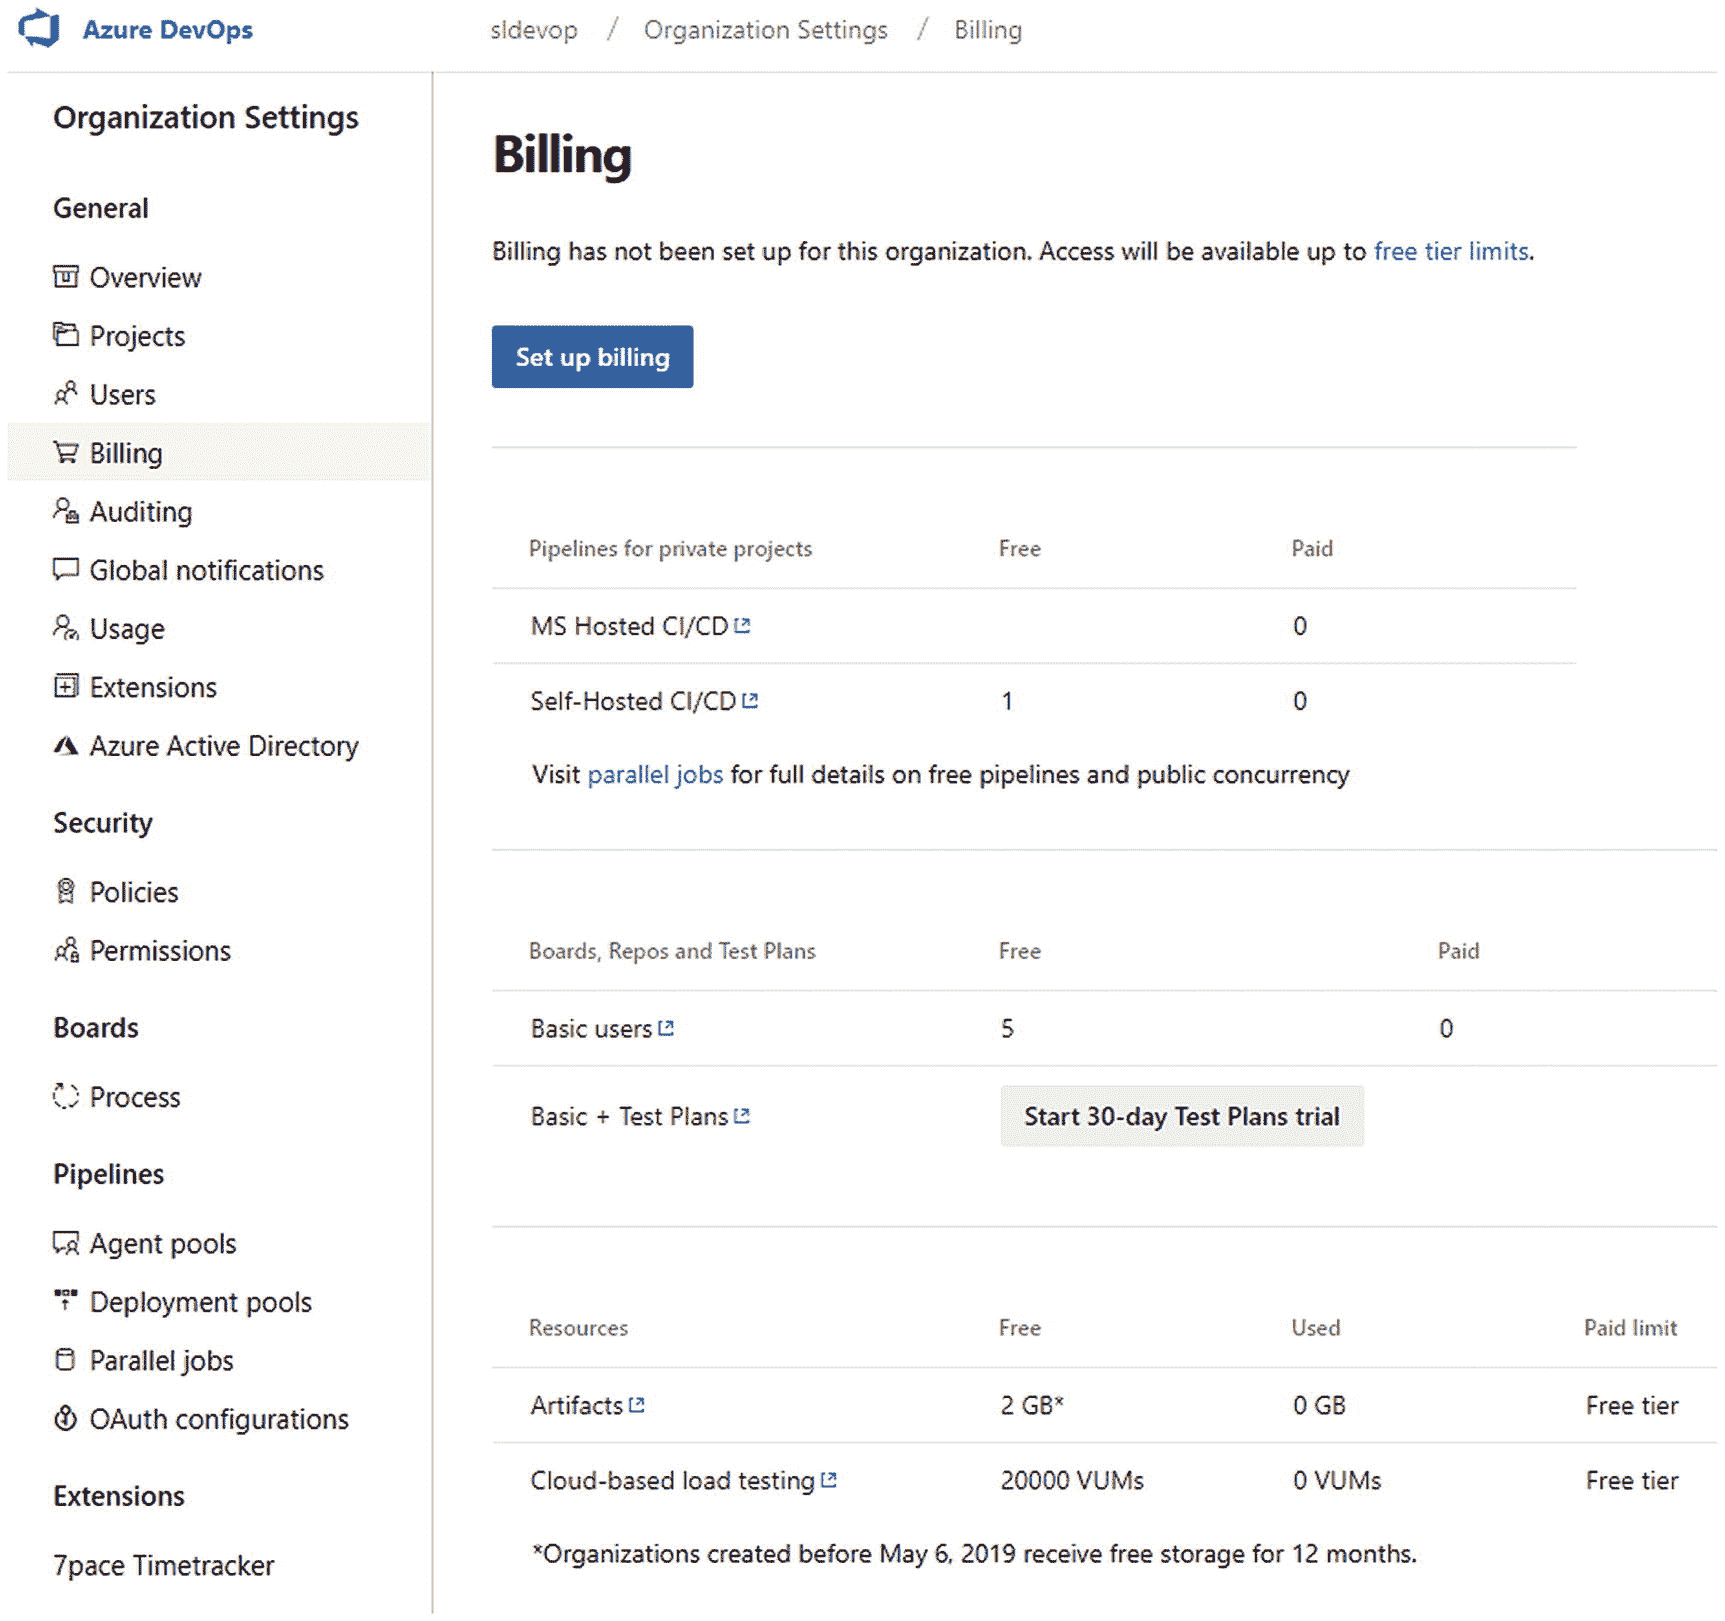 Azure DevOps
sldevop / Organization Settings / Billing
Organization Settings
General
Overview
Projects
Users
Billing
Auditing
Global notifications
Usage
Extensions
Azure Active Directory
Security
Policies
Permissions
Boards
Process
Pipelines
Agent pools
Deployment pools
Parallel jobs
OAuth configurations
Extensions
7pace Timetracker
Billing
Billing has not been set up for this organization. Access will be available up to free tier limits.
Set up billing
Pipelines for private projects Free Paid
MS Hosted CI/CD 0
Self-Hosted CI/CD 1 0
Visit parallel jobs for full details on free pipelines and public concurrency
Boards, Repos and Test Plans Free Paid
Basic users 5 0
Basic + Test Plans Start 30-day Test Plans trial
Resources Free Used Paid limit
Artifacts 2 GB* 0 GB Free tier
Cloud-based load testing 20000 VUMs 0 VUMs Free tier
*Organizations created before May 6, 2019 receive free storage for 12 months.